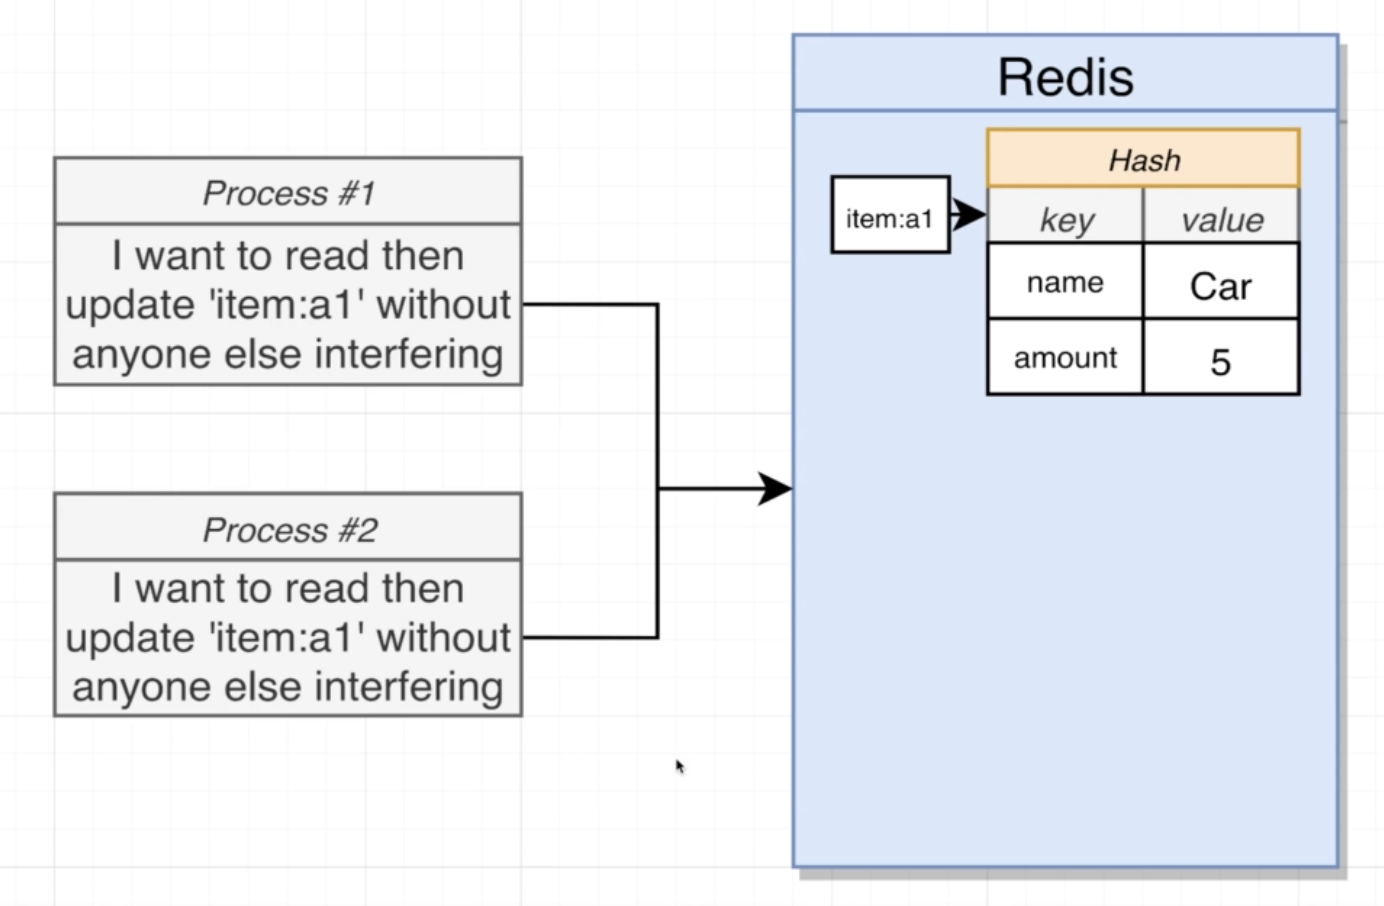 Redis
Process #1
I want to read then
update 'item:a1' without
anyone else interfering
Process #2
I want to read then
update 'item:a1' without
anyone else interfering
item:a1
Hash
key value
name Car
amount 5